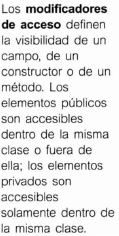 Los modificadores
de acceso definen
la visibilidad de un
campo, de un
constructor o de un
método. Los
elementos públicos
son accesibles
dentro de la misma
clase o fuera de
ella; los elementos
privados son
accesibles
solamente dentro de
la misma clase.